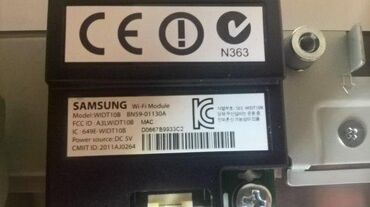 CE
N363
SAMSUNG Wi-Fi Module
Model:WIDT10B BN59-01130A
FCC ID : A3LWIDT10B
IC : 649E-WIDT10B
MAC
D0667B9933C2
Power source:DC 5V
CMIIT ID: 2011AJ0264